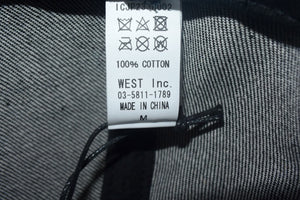 100% COTTON
WEST Inc.
03-5811-1789
MADE IN CHINA
M